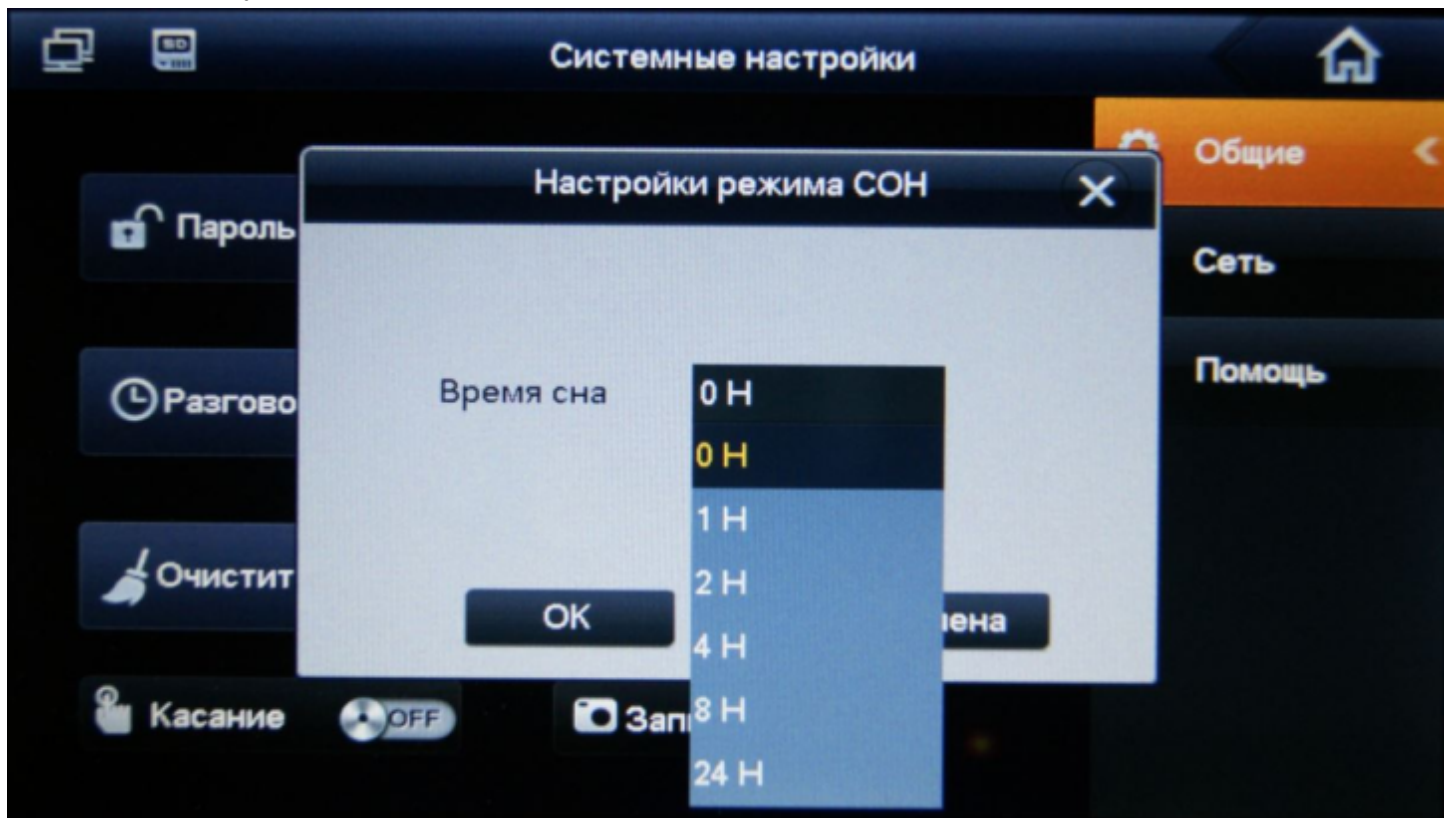 SD
Системные настройки
Общие
Настройки режима СОН
Пароль
Сеть
Помощь
Время сна
0 H
0 H
1 H
2 H
4 H
8 H
24 H
OK
Касание
OFF